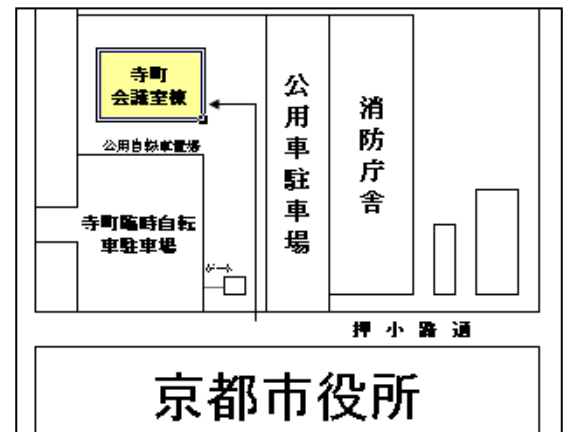 寺町
会議室棟
公用自転車置場
寺町臨時自転
車駐車場
ゲート
公用車駐車場
消防庁舎
押小路通
京都市役所